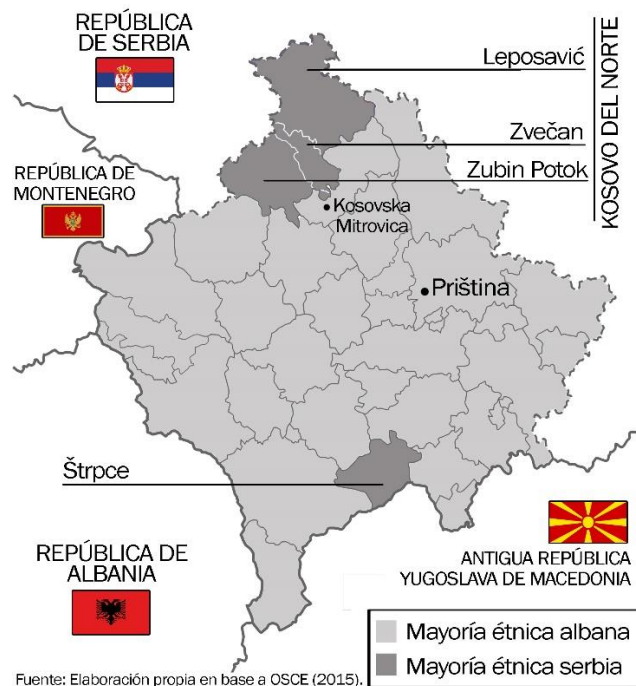 REPÚBLICA
DE SERBIA
Leposavić
Zvečan
Zubin Potok
KOSOVO DEL NORTE
REPÚBLICA DE
MONTENEGRO
Kosovska
Mitrovica
Priština
Štrpce
REPÚBLICA DE
ALBANIA
ANTIGUA REPÚBLICA
YUGOSLAVA DE MACEDONIA
Mayoría étnica albana
Mayoría étnica serbia
Fuente: Elaboración propia en base a OSCE (2015).